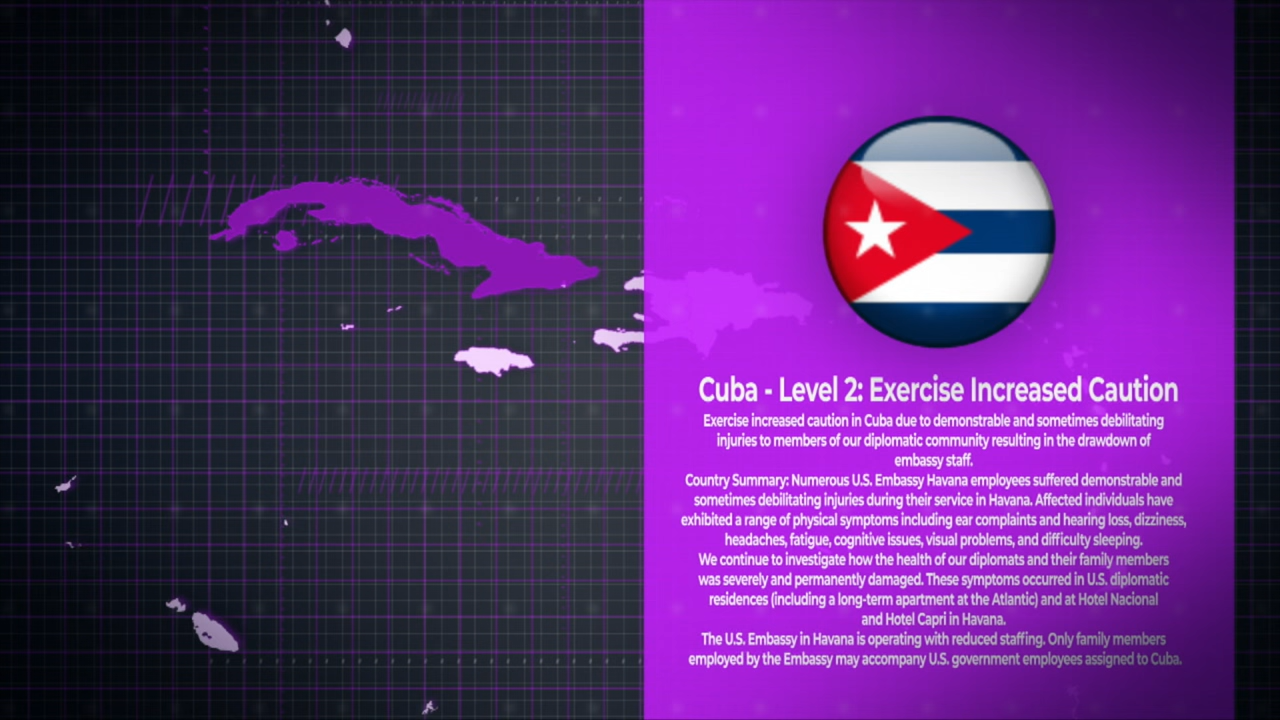 Cuba - Level 2: Exercise Increased Caution
Exercise increased caution in Cuba due to demonstrable and sometimes debilitating
injuries to members of our diplomatic community resulting in the drawdown of
embassy staff.
Country Summary: Numerous U.S. Embassy Havana employees suffered demonstrable and
sometimes debilitating injuries during their service in Havana. Affected individuals have
exhibited a range of physical symptoms including ear complaints and hearing loss, dizziness,
headaches, fatigue, cognitive issues, visual problems, and difficulty sleeping.
We continue to investigate how the health of our diplomats and their family members
was severely and permanently damaged. These symptoms occurred in U.S. diplomatic
residences (including a long-term apartment at the Atlantic) and at Hotel Nacional
and Hotel Capri in Havana.
The U.S. Embassy in Havana is operating with reduced staffing. Only family members
employed by the Embassy may accompany U.S. government employees assigned to Cuba.